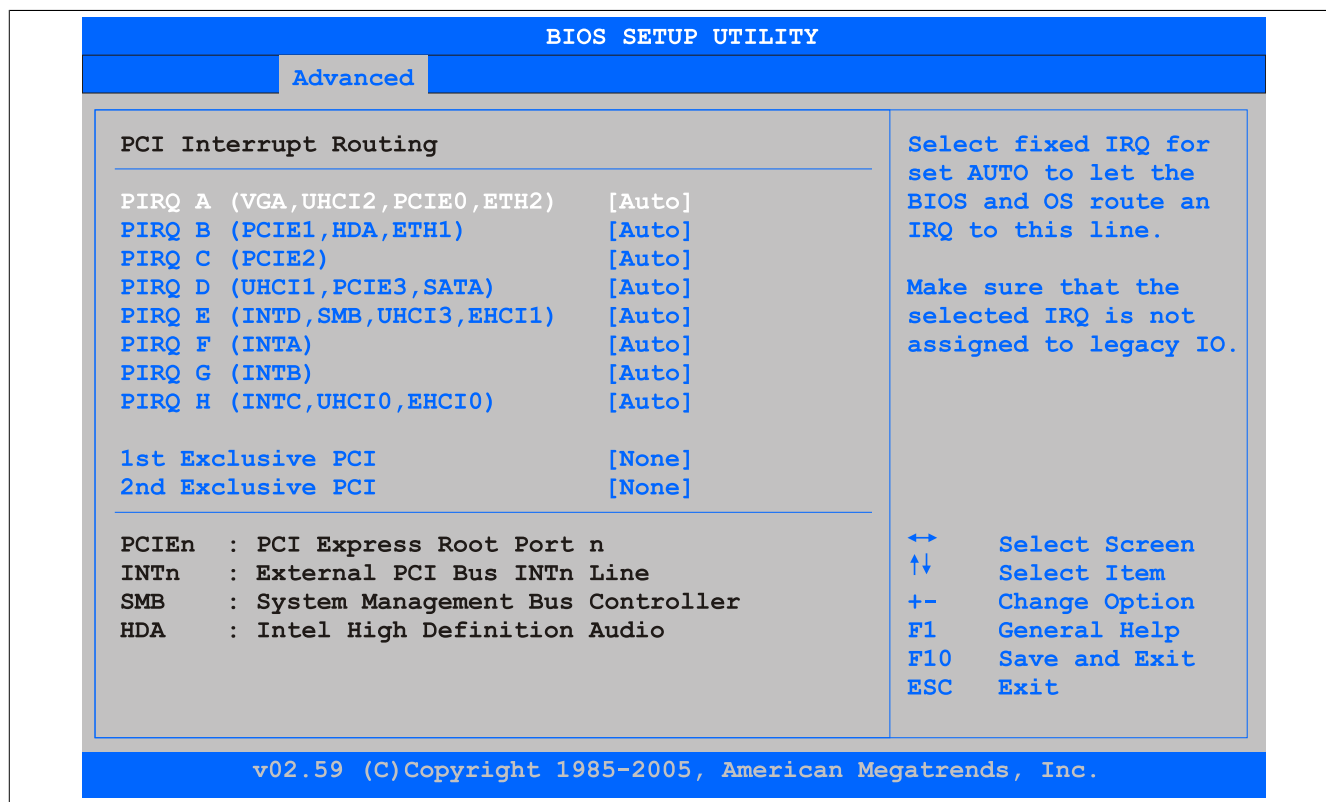 BIOS SETUP UTILITY
Advanced
PCI Interrupt Routing
PIRQ A (VGA,UHCI2,PCIE0,ETH2) [Auto]
PIRQ B (PCIE1,HDA,ETH1) [Auto]
PIRQ C (PCIE2) [Auto]
PIRQ D (UHCI1,PCIE3,SATA) [Auto]
PIRQ E (INTD,SMB,UHCI3,EHCI1) [Auto]
PIRQ F (INTA) [Auto]
PIRQ G (INTB) [Auto]
PIRQ H (INTC,UHCI0,EHCI0) [Auto]
1st Exclusive PCI [None]
2nd Exclusive PCI [None]
PCIEn : PCI Express Root Port n
INTn : External PCI Bus INTn Line
SMB : System Management Bus Controller
HDA : Intel High Definition Audio
Select fixed IRQ for
set AUTO to let the
BIOS and OS route an
IRQ to this line.
Make sure that the
selected IRQ is not
assigned to legacy IO.
↔ Select Screen
↑↓ Select Item
+- Change Option
F1 General Help
F10 Save and Exit
ESC Exit
v02.59 (C)Copyright 1985-2005, American Megatrends, Inc.